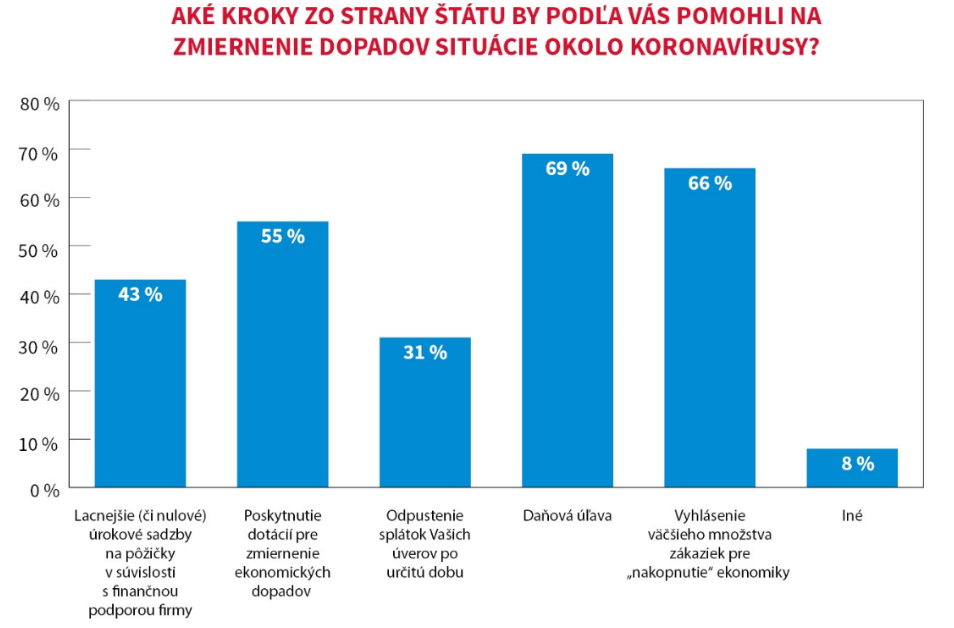 AKÉ KROKY ZO STRANY ŠTÁTU BY PODĽA VÁS POMOHLI NA
ZMIERNENIE DOPADOV SITUÁCIE OKOLO KORONAVÍRUSY?
80 %
70 %
60 %
50 %
40 %
30 %
20 %
10 %
0 %
43 %
55 %
31 %
69 %
66 %
8 %
Lacnejšie (či nulové)
úrokové sadzby
na pôžičky
v súvislosti
s finančnou
podporou firmy
Poskytnutie
dotácií pre
zmiernenie
ekonomických
dopadov
Odpustenie
splátok Vašich
úverov po
určitú dobu
Daňová úľava
Vyhlásenie
väčšieho množstva
zákaziek pre
„nakopnutie“ ekonomiky
Iné